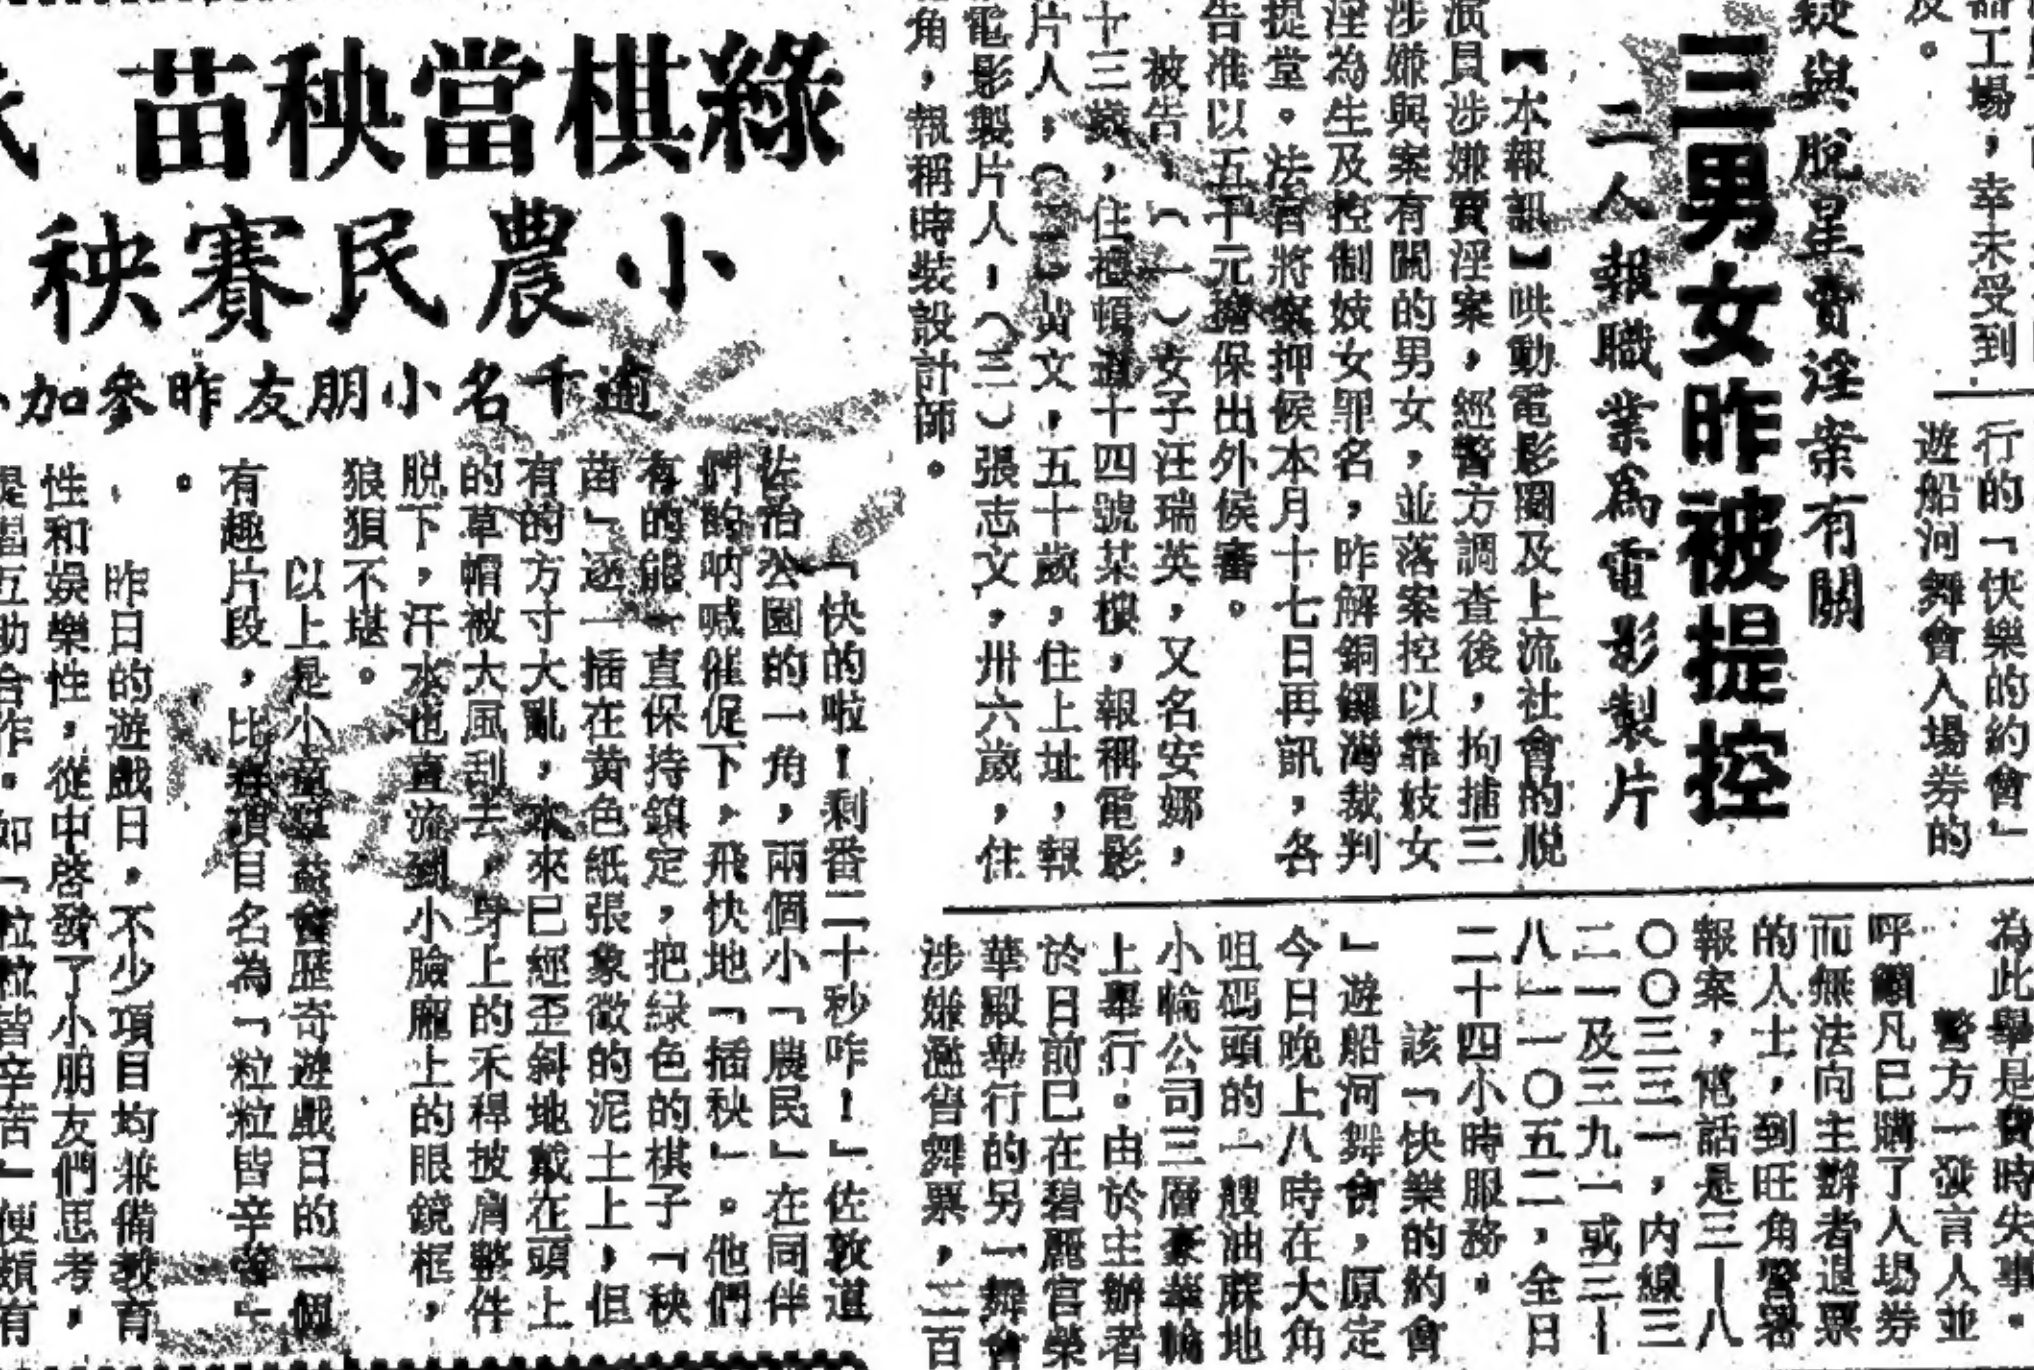 及。
器工場，幸未受到
行的「快樂的約會」
遊船河舞會入場券的
疑與脫星賣淫案有關
三男女昨被提控
二人報職業為電影製片
【本報訊】哄動電影圈及上流社會的脫
演員涉嫌賣淫案，經警方調查後，拘捕三
涉嫌與案有關的男女，並落案控以靠妓女
淫為生及控制妓女罪名，昨解銅鑼灣裁判
提堂。法官將案押候本月十七日再訊，各
告准以五千元擔保出外候審。
被告：（一）女子汪瑞英，又名安娜，
十三歲，住禮頓道十四號某樓，報稱電影
片人，（二）黃文，五十歲，住上址，報
電影製片人，（三）張志文，卅六歲，住
角，報稱時裝設計師。
為此舉是費時失事。
警方一發言人並
呼籲凡已購了入場券
而無法向主辦者退票
的人士，到旺角警署
報案，電話是三—八
〇〇三三一，內線三
二一及三九一或三—
八一一〇五二，全日
二十四小時服務。
該「快樂的約會
」遊船河舞會，原定
今日晚上八時在大角
咀碼頭的一艘油蔴地
小輪公司三層豪華輪
上舉行。由於主辦者
於日前已在碧麗宮榮
華殿舉行的另一舞會
涉嫌濫售舞票，二百
綠棋當秧苗
小農民賽秧
逾千名小朋友昨參加
「快的啦！剩番二十秒咋！」佐敦道
佐治公園的一角，兩個小「農民」在同伴
們的吶喊催促下，飛快地「插秧」。他們
有的能一直保持鎮定，把綠色的棋子「秧
苗」逐一插在黃色紙張象徵的泥土上，但
有的方寸大亂，本來已經歪斜地戴在頭上
的草帽被大風刮去，身上的禾稈披肩整件
脫下，汗水也直流到小臉龐上的眼鏡框，
狼狽不堪。
以上是小童羣益會歷奇遊戲日的一個
有趣片段，比賽項目名為「粒粒皆辛苦」
。
昨日的遊戲日，不少項目均兼備教育
性和娛樂性，從中啓發了小朋友們思考，
提倡互助合作。如「粒粒皆辛苦」便頗有